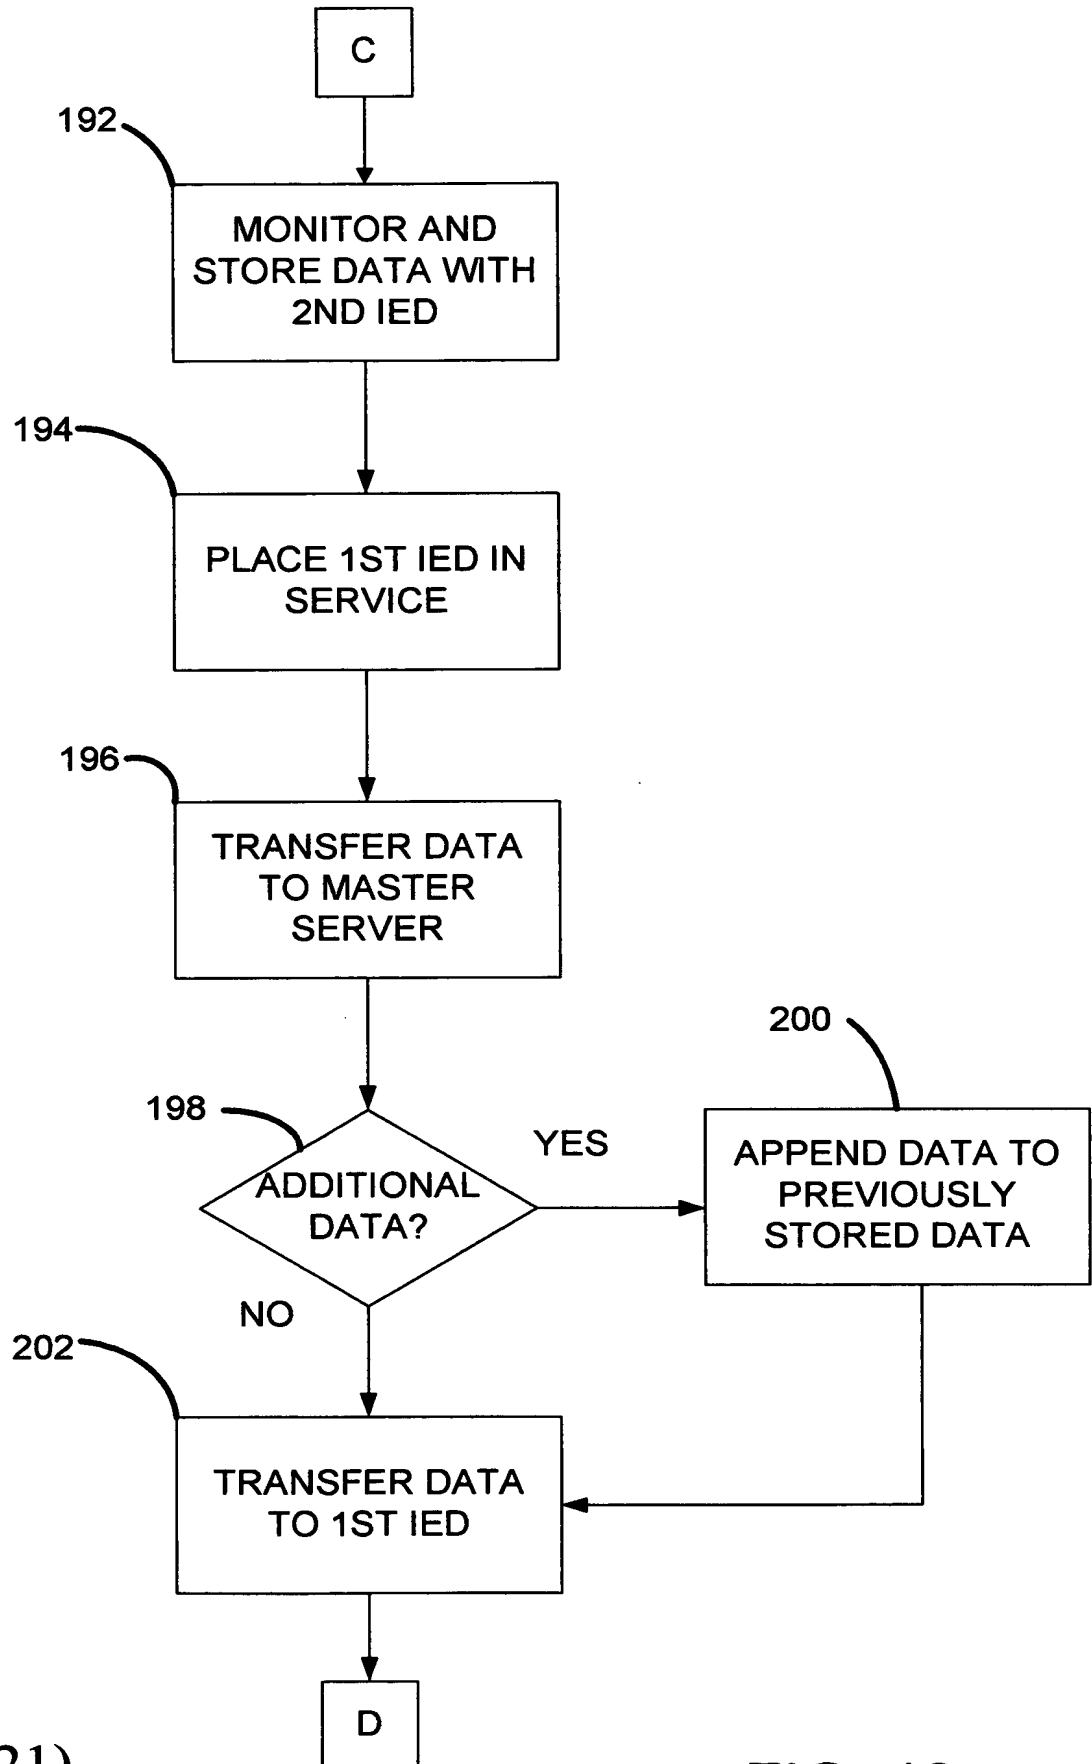 C
192
MONITOR AND
STORE DATA WITH
2ND IED
194
PLACE 1ST IED IN
SERVICE
196
TRANSFER DATA
TO MASTER
SERVER
198
ADDITIONAL
DATA?
YES
200
APPEND DATA TO
PREVIOUSLY
STORED DATA
NO
202
TRANSFER DATA
TO 1ST IED
D
21)